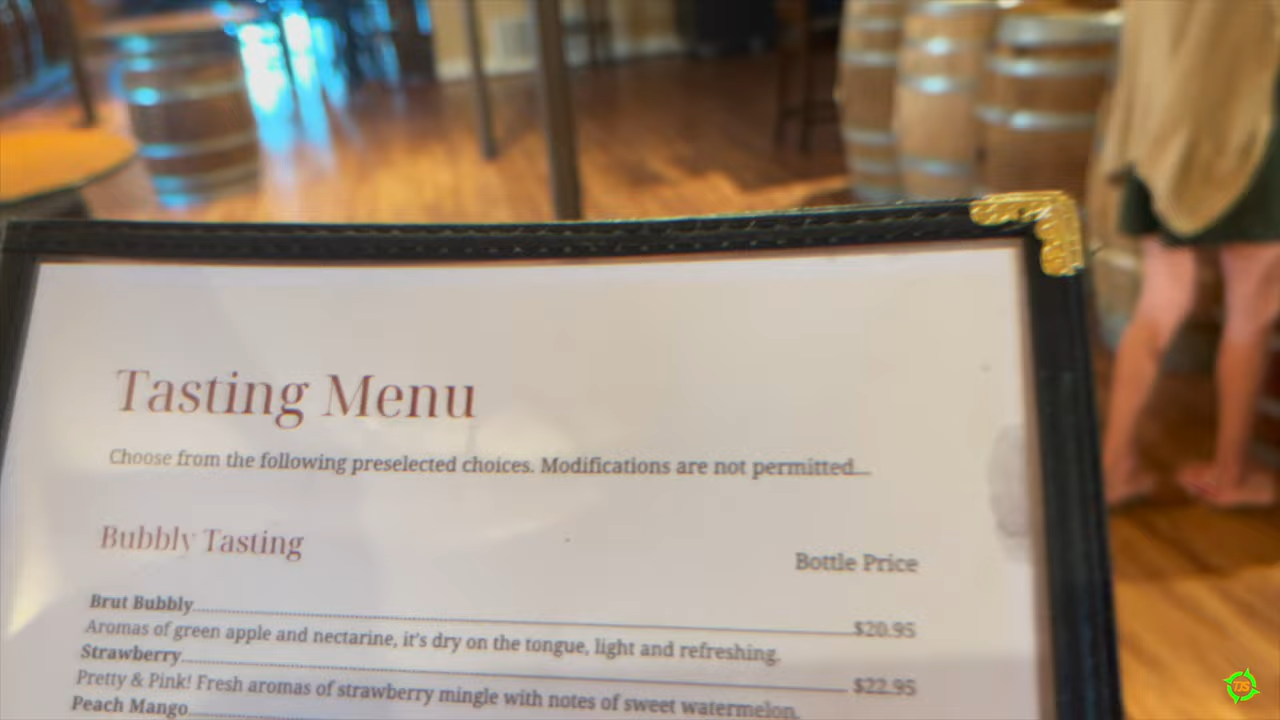 Tasting Menu
Choose from the following preselected choices. Modifications are not permitted...
Bubbly Tasting
Bottle Price
Brut Bubbly $20.95
Aromas of green apple and nectarine, it's dry on the tongue, light and refreshing.
Strawberry $22.95
Pretty & Pink! Fresh aromas of strawberry mingle with notes of sweet watermelon.
Peach Mango